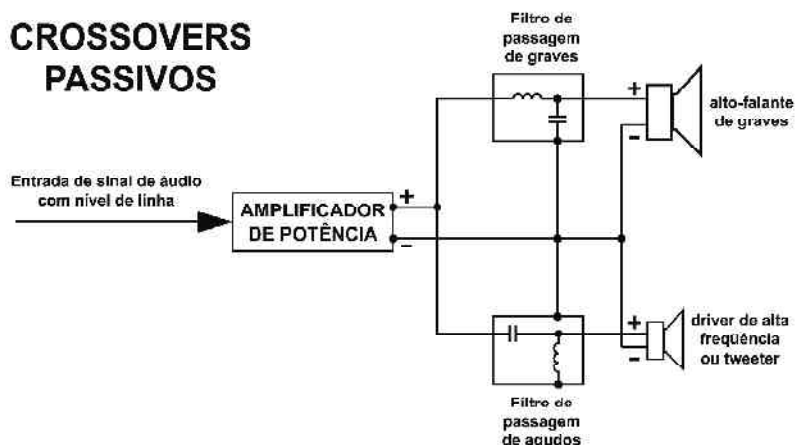 CROSSOVERS
PASSIVOS
Filtro de
passagem
de graves
+
-
alto-falante
de graves
Entrada de sinal de áudio
com nível de linha
AMPLIFICADOR
DE POTÊNCIA
+
-
driver de alta
freqüência
ou tweeter
+
-
Filtro de
passagem
de agudos